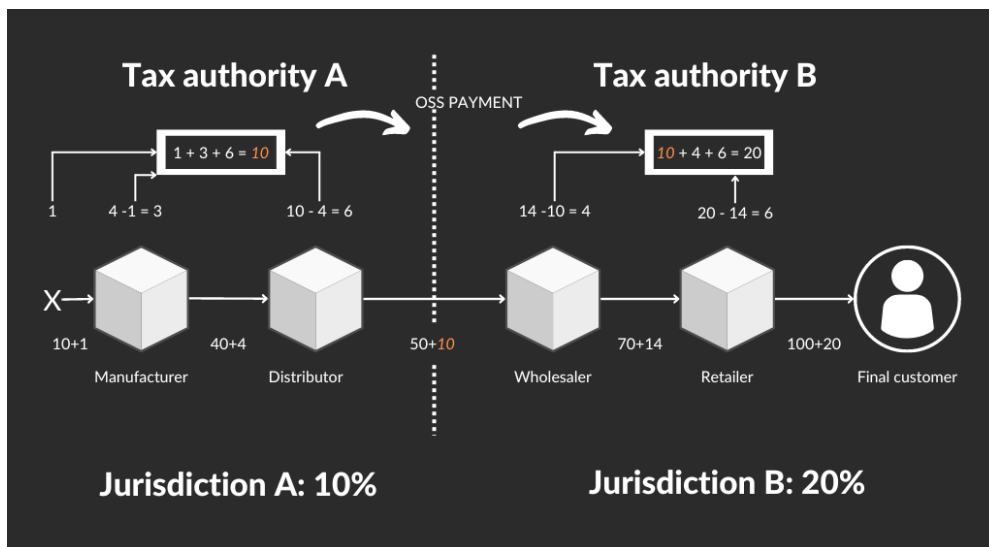 Tax authority A
Tax authority B
OSS PAYMENT
1 + 3 + 6 = 10
10 + 4 + 6 = 20
1
4 -1 = 3
10 - 4 = 6
14 -10 = 4
20 - 14 = 6
X
10+1
40+4
50+10
70+14
100+20
Manufacturer
Distributor
Wholesaler
Retailer
Final customer
Jurisdiction A: 10%
Jurisdiction B: 20%